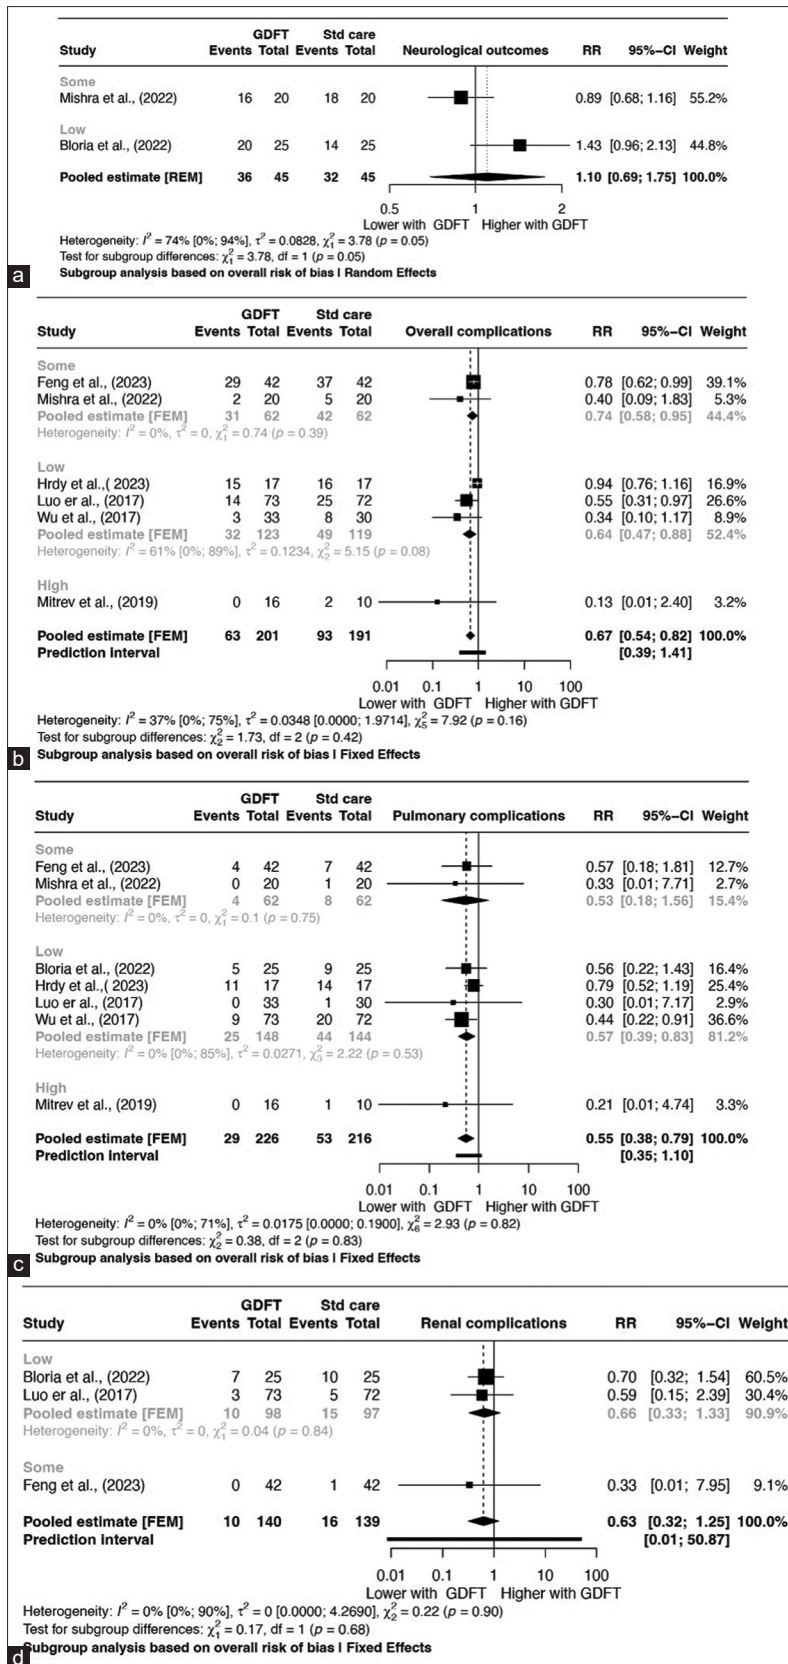 GDFT Std care
Study Events Total Events Total Neurological outcomes RR 95%−CI Weight
Some
Mishra et al., (2022) 16 20 18 20 0.89 [0.68; 1.16] 55.2%
Low
Bloria et al., (2022) 20 25 14 25 1.43 [0.96; 2.13] 44.8%
Pooled estimate [REM] 36 45 32 45 1.10 [0.69; 1.75] 100.0%
0.5 1 2
Lower with GDFT Higher with GDFT
Heterogeneity: I² = 74% [0%; 94%], τ² = 0.0828, χ²₁ = 3.78 (p = 0.05)
Test for subgroup differences: χ²₁ = 3.78, df = 1 (p = 0.05)
Subgroup analysis based on overall risk of bias I Random Effects
a
GDFT Std care
Study Events Total Events Total Overall complications RR 95%−CI Weight
Some
Feng et al., (2023) 29 42 37 42 0.78 [0.62; 0.99] 39.1%
Mishra et al., (2022) 2 20 5 20 0.40 [0.09; 1.83] 5.3%
Pooled estimate [FEM] 31 62 42 62 0.74 [0.58; 0.95] 44.4%
Heterogeneity: I² = 0%, τ² = 0, χ²₁ = 0.74 (p = 0.39)
Low
Hrdy et al.,( 2023) 15 17 16 17 0.94 [0.76; 1.16] 16.9%
Luo er al., (2017) 14 73 25 72 0.55 [0.31; 0.97] 26.6%
Wu et al., (2017) 3 33 8 30 0.34 [0.10; 1.17] 8.9%
Pooled estimate [FEM] 32 123 49 119 0.64 [0.47; 0.88] 52.4%
Heterogeneity: I² = 61% [0%; 89%], τ² = 0.1234, χ²₂ = 5.15 (p = 0.08)
High
Mitrev et al., (2019) 0 16 2 10 0.13 [0.01; 2.40] 3.2%
Pooled estimate [FEM] 63 201 93 191 0.67 [0.54; 0.82] 100.0%
Prediction interval [0.39; 1.41]
0.01 0.1 1 10 100
Lower with GDFT Higher with GDFT
Heterogeneity: I² = 37% [0%; 75%], τ² = 0.0348 [0.0000; 1.9714], χ²₅ = 7.92 (p = 0.16)
Test for subgroup differences: χ²₂ = 1.73, df = 2 (p = 0.42)
Subgroup analysis based on overall risk of bias I Fixed Effects
b
GDFT Std care
Study Events Total Events Total Pulmonary complications RR 95%−CI Weight
Some
Feng et al., (2023) 4 42 7 42 0.57 [0.18; 1.81] 12.7%
Mishra et al., (2022) 0 20 1 20 0.33 [0.01; 7.71] 2.7%
Pooled estimate [FEM] 4 62 8 62 0.53 [0.18; 1.56] 15.4%
Heterogeneity: I² = 0%, τ² = 0, χ²₁ = 0.1 (p = 0.75)
Low
Bloria et al., (2022) 5 25 9 25 0.56 [0.22; 1.43] 16.4%
Hrdy et al.,( 2023) 11 17 14 17 0.79 [0.52; 1.19] 25.4%
Luo er al., (2017) 0 33 1 30 0.30 [0.01; 7.17] 2.9%
Wu et al., (2017) 9 73 20 72 0.44 [0.22; 0.91] 36.6%
Pooled estimate [FEM] 25 148 44 144 0.57 [0.39; 0.83] 81.2%
Heterogeneity: I² = 0% [0%; 85%], τ² = 0.0271, χ²₃ = 2.22 (p = 0.53)
High
Mitrev et al., (2019) 0 16 1 10 0.21 [0.01; 4.74] 3.3%
Pooled estimate [FEM] 29 226 53 216 0.55 [0.38; 0.79] 100.0%
Prediction interval [0.35; 1.10]
0.01 0.1 1 10 100
Lower with GDFT Higher with GDFT
Heterogeneity: I² = 0% [0%; 71%], τ² = 0.0175 [0.0000; 0.1900], χ²₆ = 2.93 (p = 0.82)
Test for subgroup differences: χ²₂ = 0.38, df = 2 (p = 0.83)
Subgroup analysis based on overall risk of bias I Fixed Effects
c
GDFT Std care
Study Events Total Events Total Renal complications RR 95%−CI Weight
Low
Bloria et al., (2022) 7 25 10 25 0.70 [0.32; 1.54] 60.5%
Luo er al., (2017) 3 73 5 72 0.59 [0.15; 2.39] 30.4%
Pooled estimate [FEM] 10 98 15 97 0.66 [0.33; 1.33] 90.9%
Heterogeneity: I² = 0%, τ² = 0, χ²₁ = 0.04 (p = 0.84)
Some
Feng et al., (2023) 0 42 1 42 0.33 [0.01; 7.95] 9.1%
Pooled estimate [FEM] 10 140 16 139 0.63 [0.32; 1.25] 100.0%
Prediction interval [0.01; 50.87]
0.01 0.1 1 10 100
Lower with GDFT Higher with GDFT
Heterogeneity: I² = 0% [0%; 90%], τ² = 0 [0.0000; 4.2690], χ²₂ = 0.22 (p = 0.90)
Test for subgroup differences: χ²₁ = 0.17, df = 1 (p = 0.68)
Subgroup analysis based on overall risk of bias I Fixed Effects
d